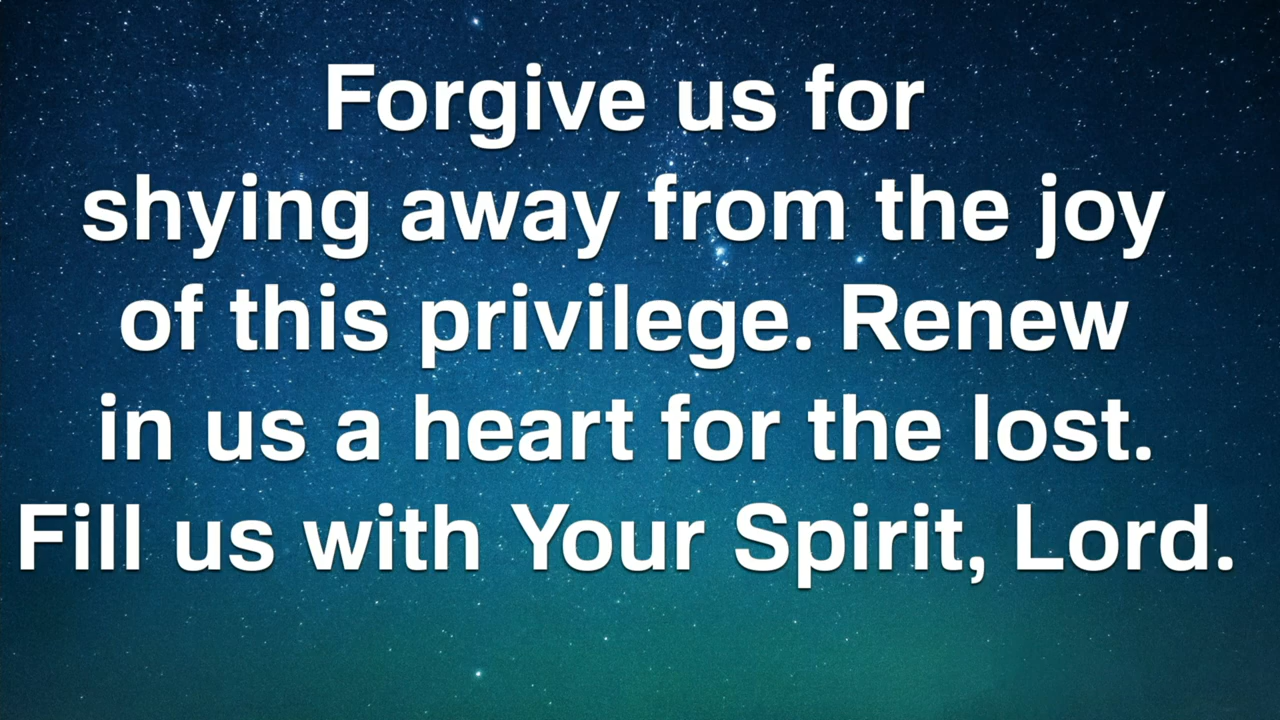 Forgive us for
shying away from the joy
of this privilege. Renew
in us a heart for the lost.
Fill us with Your Spirit, Lord.